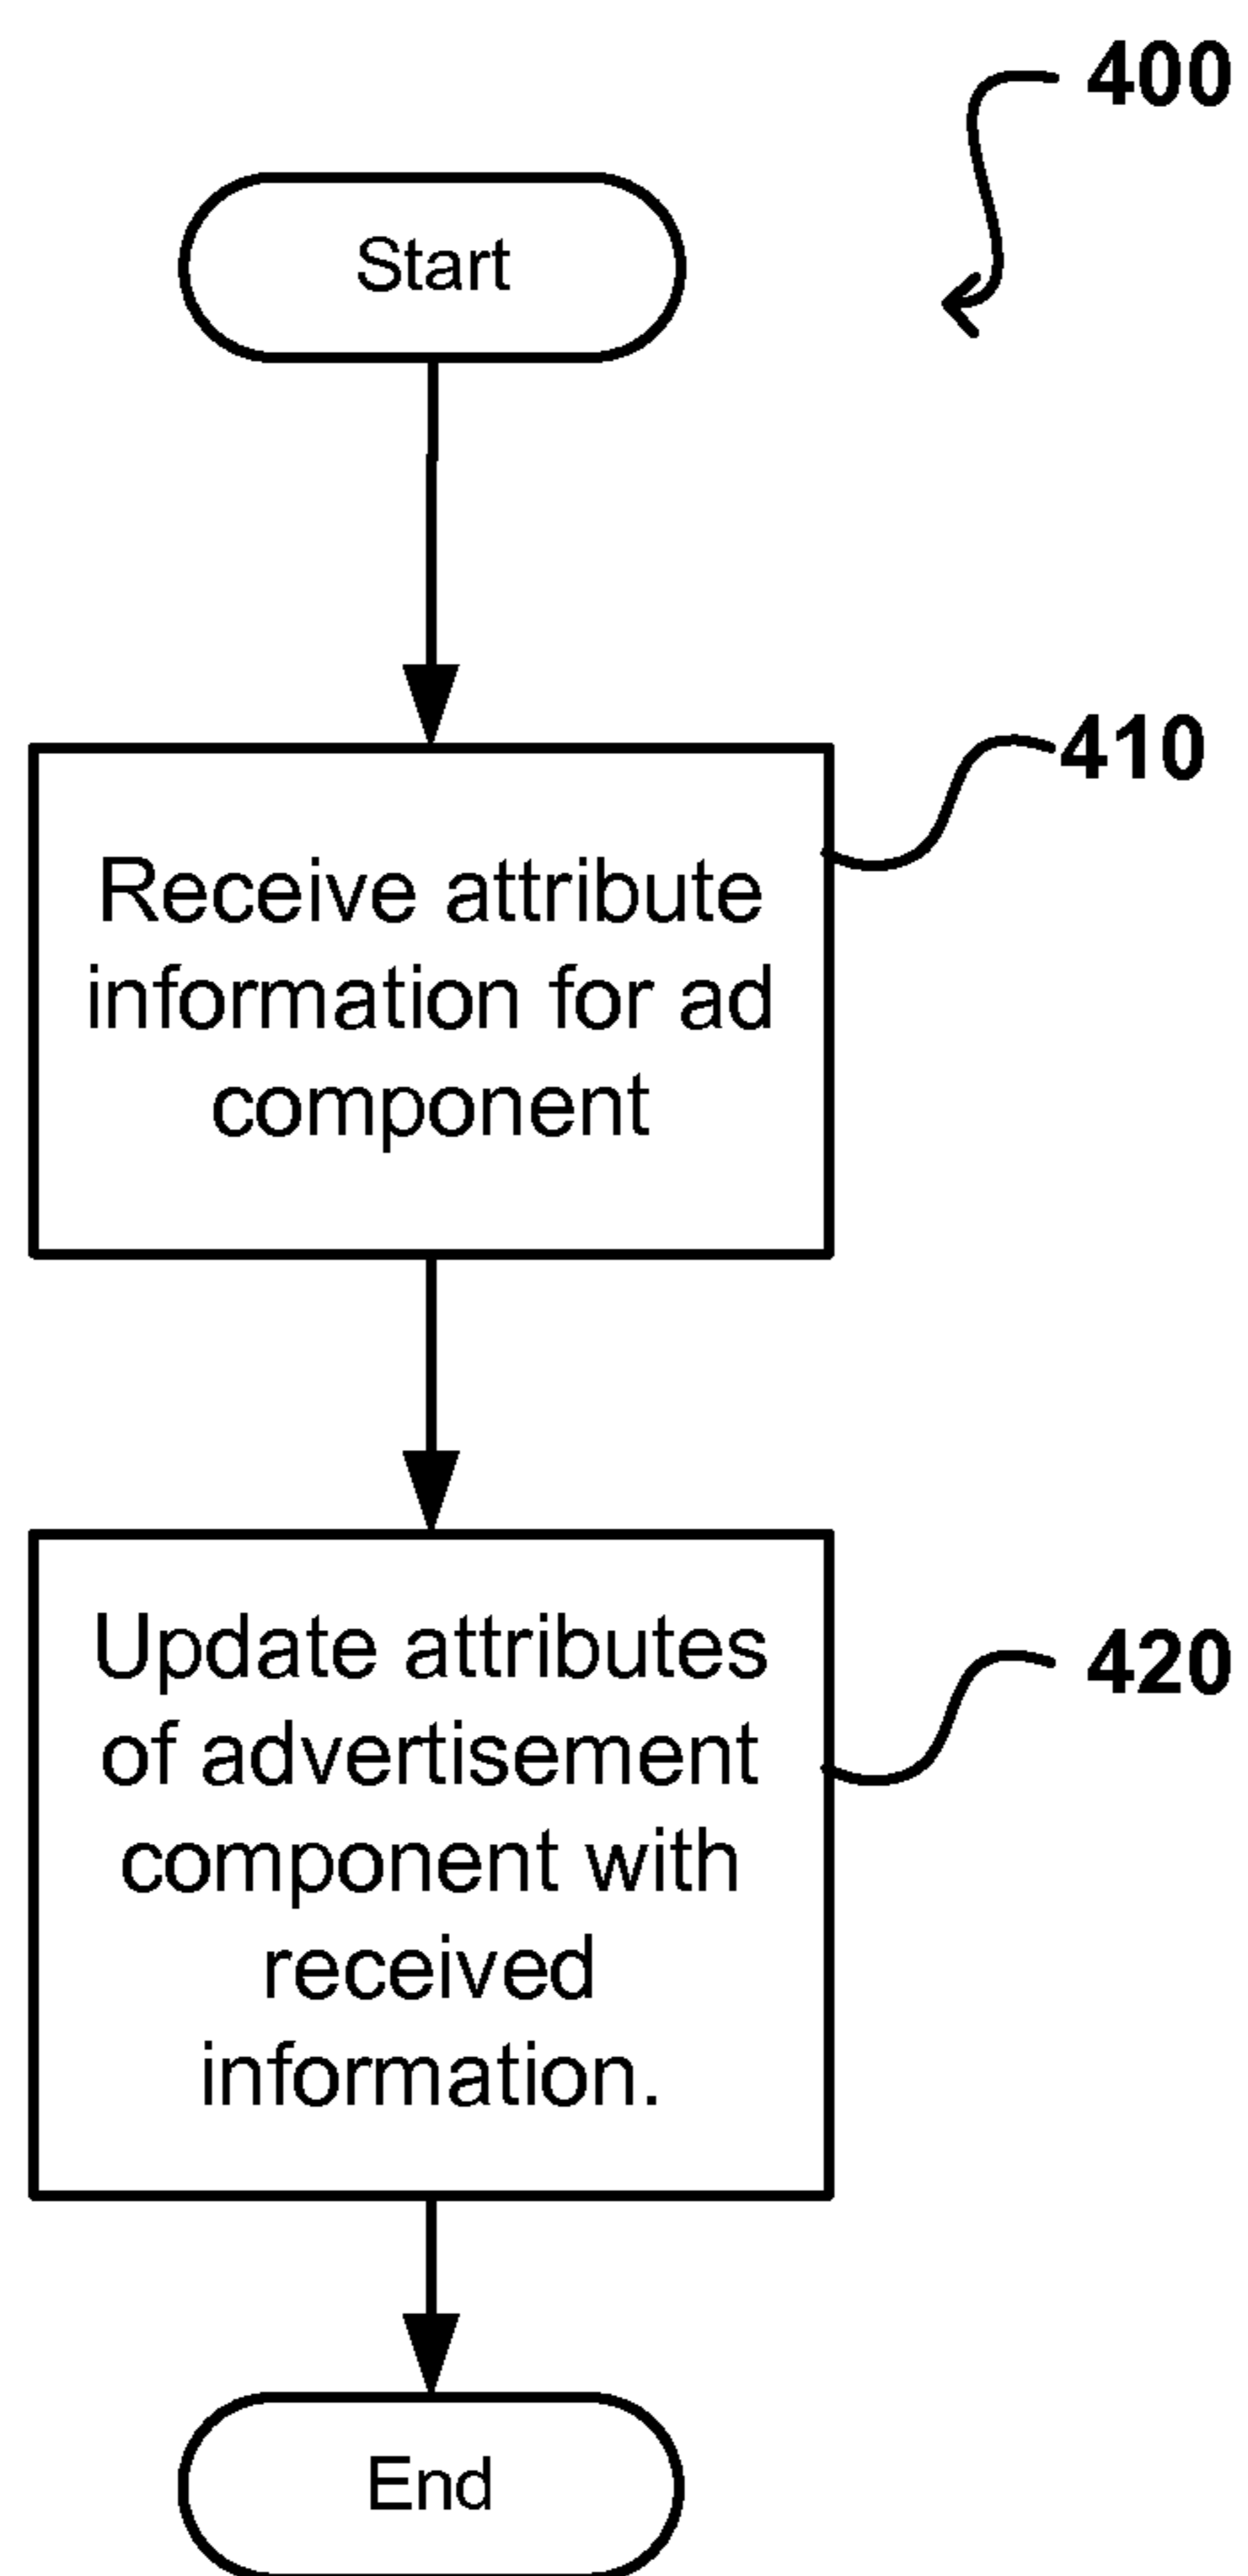 400
Start
410
Receive attribute
information for ad
component
420
Update attributes
of advertisement
component with
received
information.
End